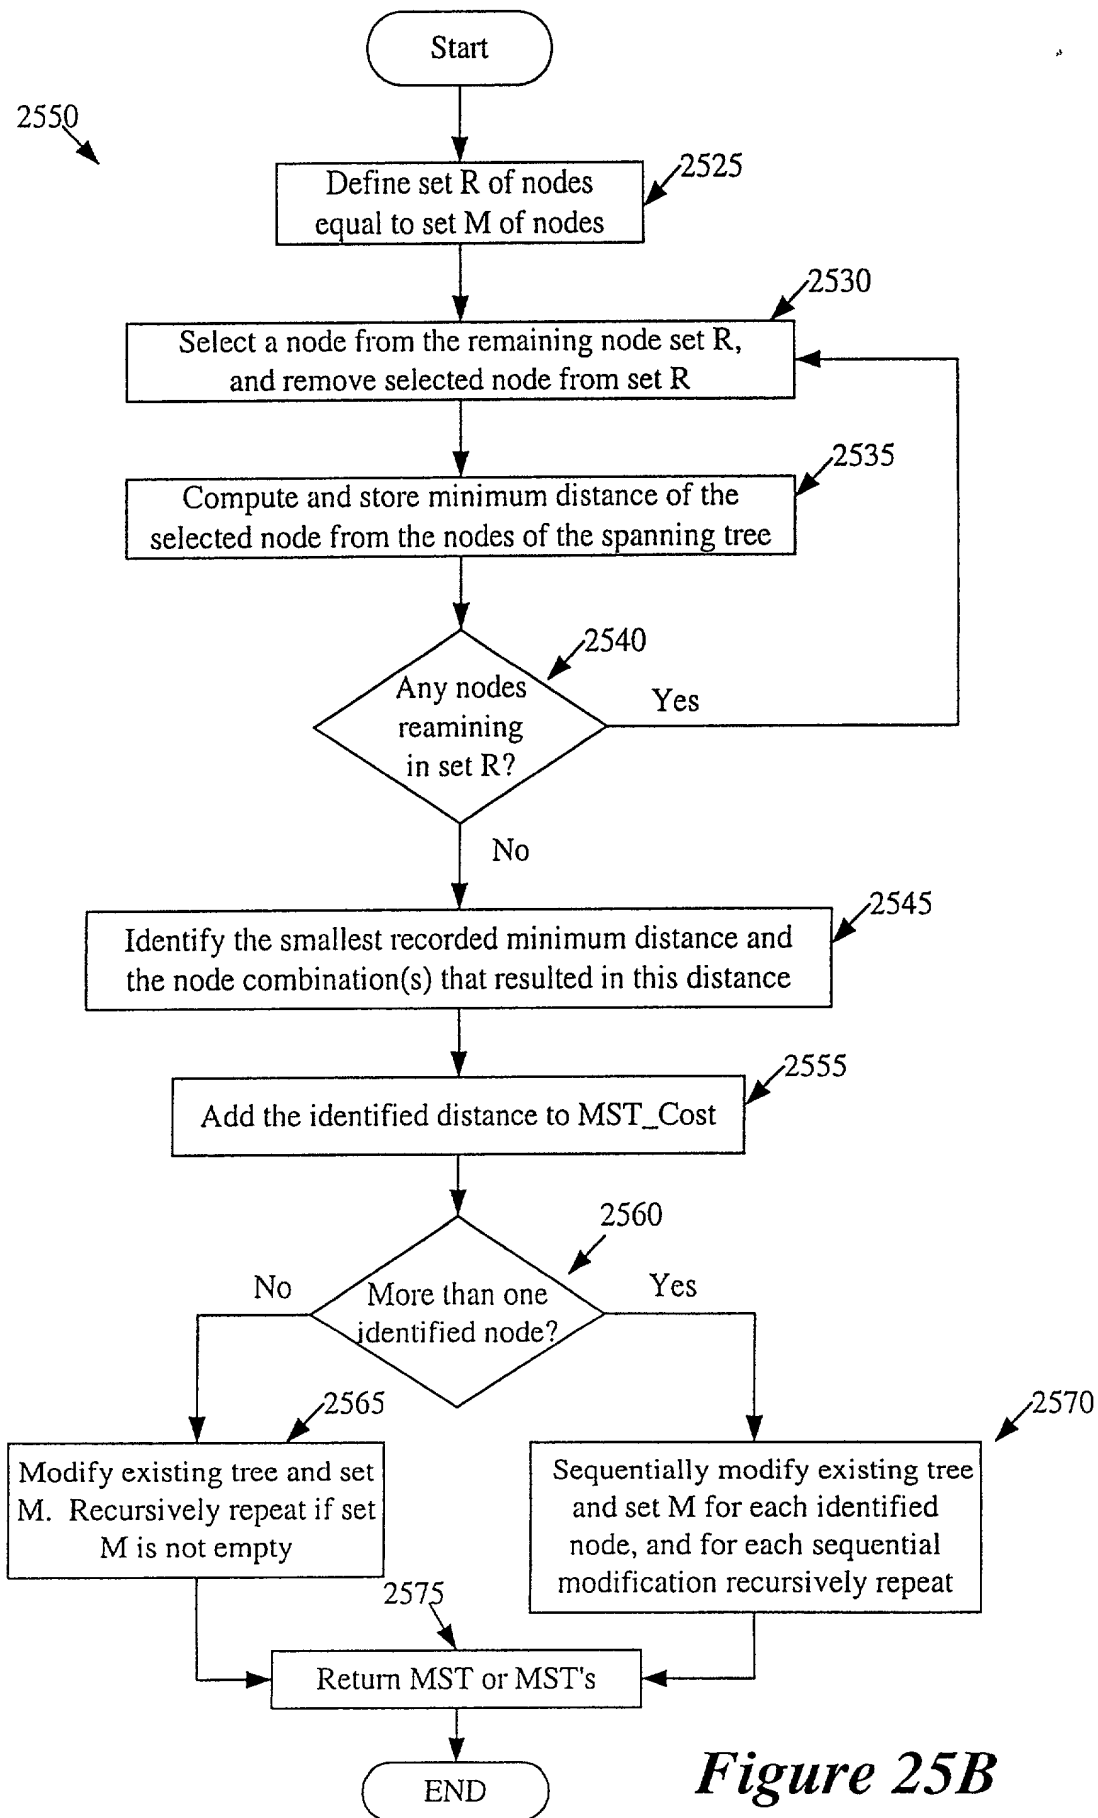 Start
2550
2525
Define set R of nodes
equal to set M of nodes
2530
Select a node from the remaining node set R,
and remove selected node from set R
2535
Compute and store minimum distance of the
selected node from the nodes of the spanning tree
2540
Any nodes
reamining
in set R?
Yes
No
2545
Identify the smallest recorded minimum distance and
the node combination(s) that resulted in this distance
2555
Add the identified distance to MST_Cost
2560
No
More than one
identified node?
Yes
2565
Modify existing tree and set
M. Recursively repeat if set
M is not empty
2570
Sequentially modify existing tree
and set M for each identified
node, and for each sequential
modification recursively repeat
2575
Return MST or MST's
END
Figure 25B